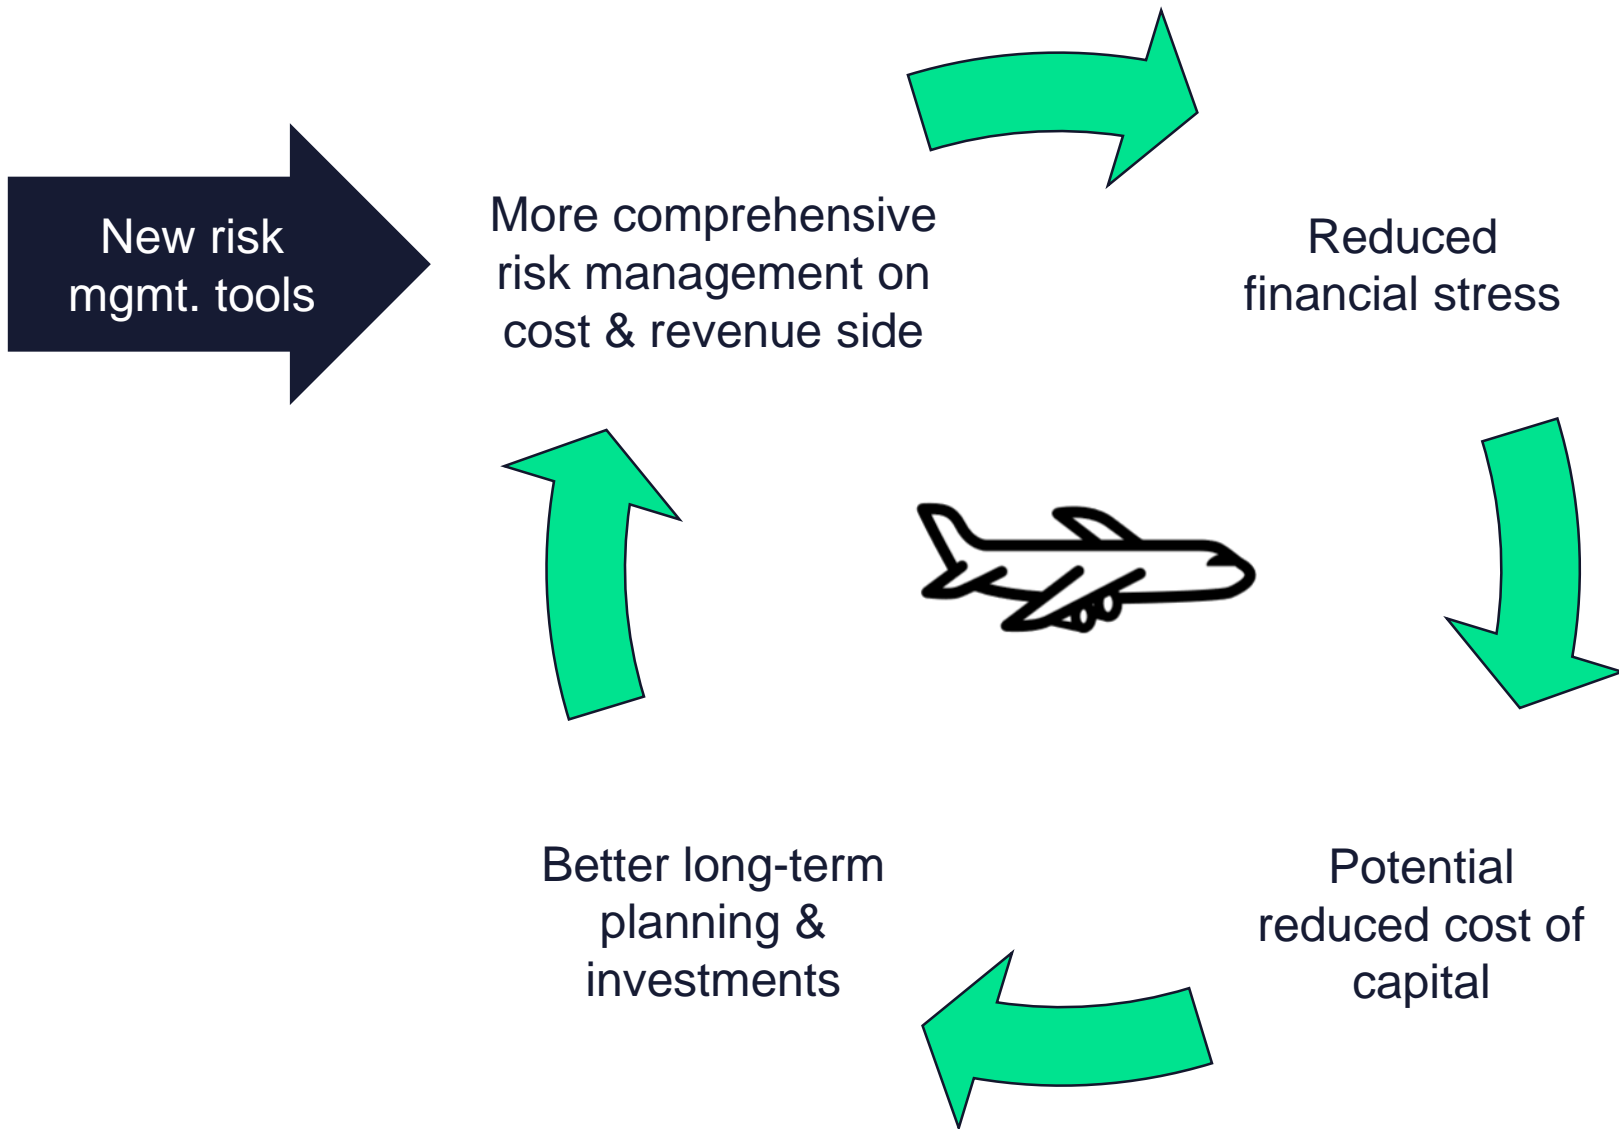 New risk
mgmt. tools
More comprehensive
risk management on
cost & revenue side
Reduced
financial stress
Potential
reduced cost of
capital
Better long-term
planning &
investments